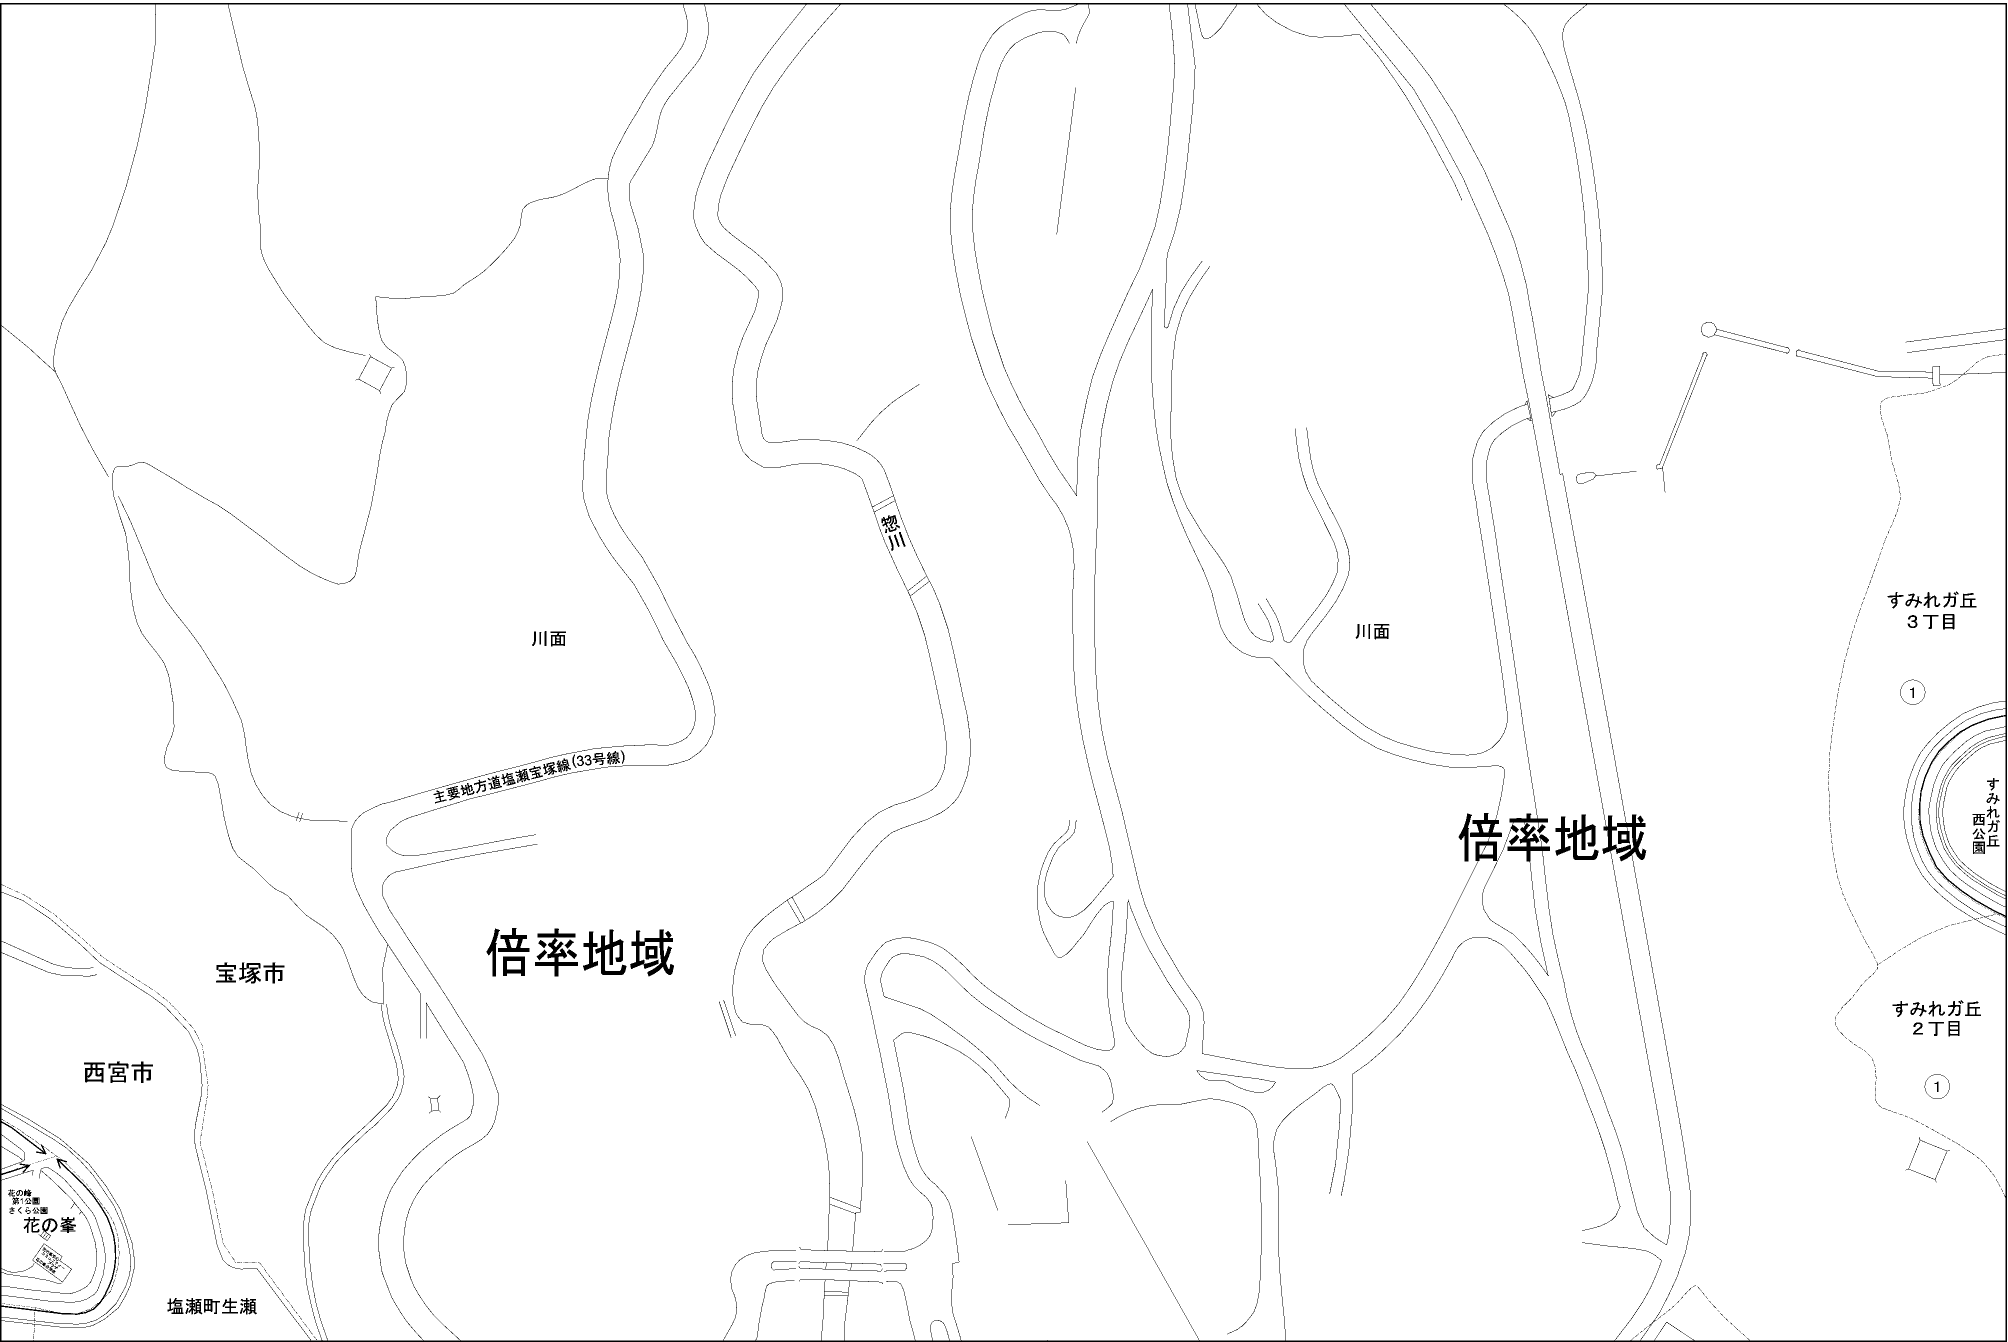 惣川
すみれガ丘
3丁目
川面
川面
1
主要地方道塩瀬宝塚線(33号線)
すみれガ丘
西公園
倍率地域
倍率地域
宝塚市
すみれガ丘
2丁目
西宮市
1
花の峰
第1公園
さくら公園
花の峯
塩瀬町生瀬